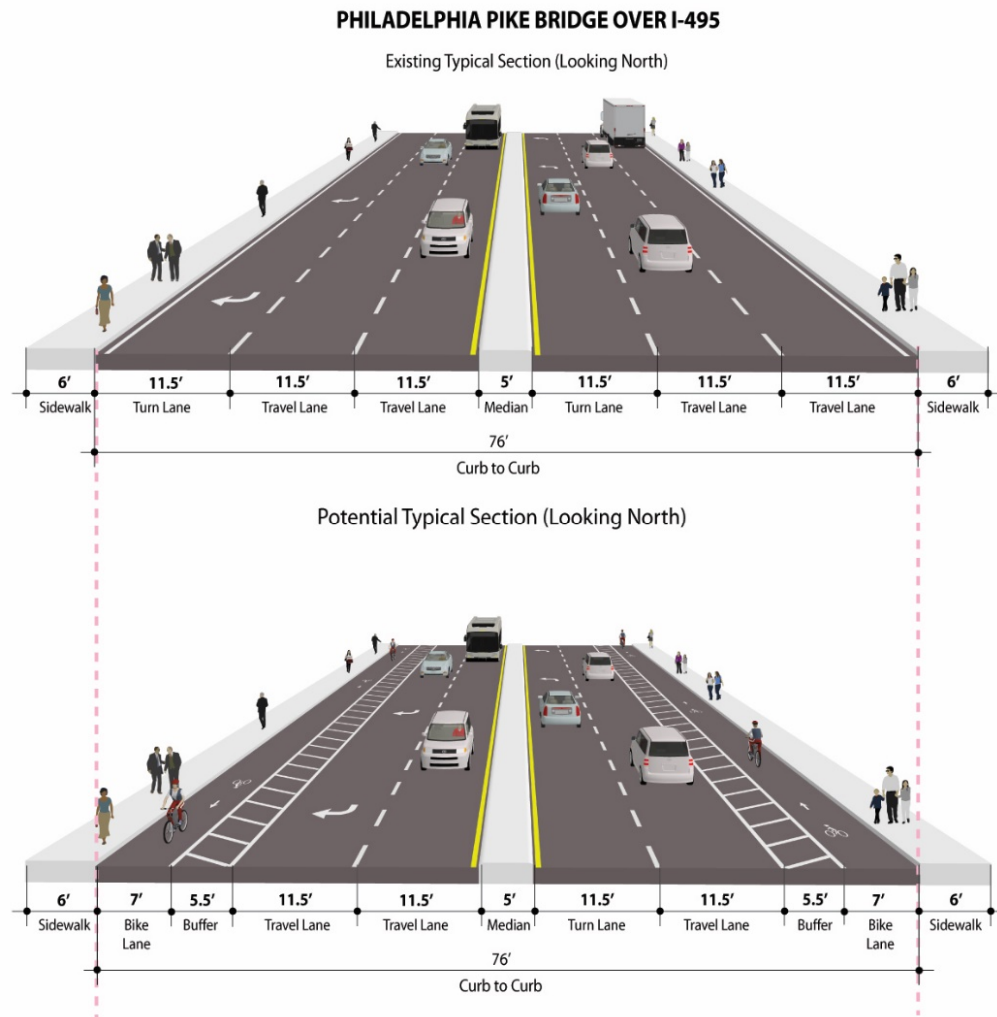 PHILADELPHIA PIKE BRIDGE OVER I-495
Existing Typical Section (Looking North)
6’ 11.5’ 11.5’ 11.5’ 5’ 11.5’ 11.5’ 11.5’ 6’
Sidewalk Turn Lane Travel Lane Travel Lane Median Turn Lane Travel Lane Travel Lane Sidewalk
76’
Curb to Curb
Potential Typical Section (Looking North)
6’ 7’ 5.5’ 11.5’ 11.5’ 5’ 11.5’ 11.5’ 5.5’ 7’ 6’
Sidewalk Bike Buffer Travel Lane Travel Lane Median Turn Lane Travel Lane Buffer Bike Sidewalk
Lane Lane
76’
Curb to Curb